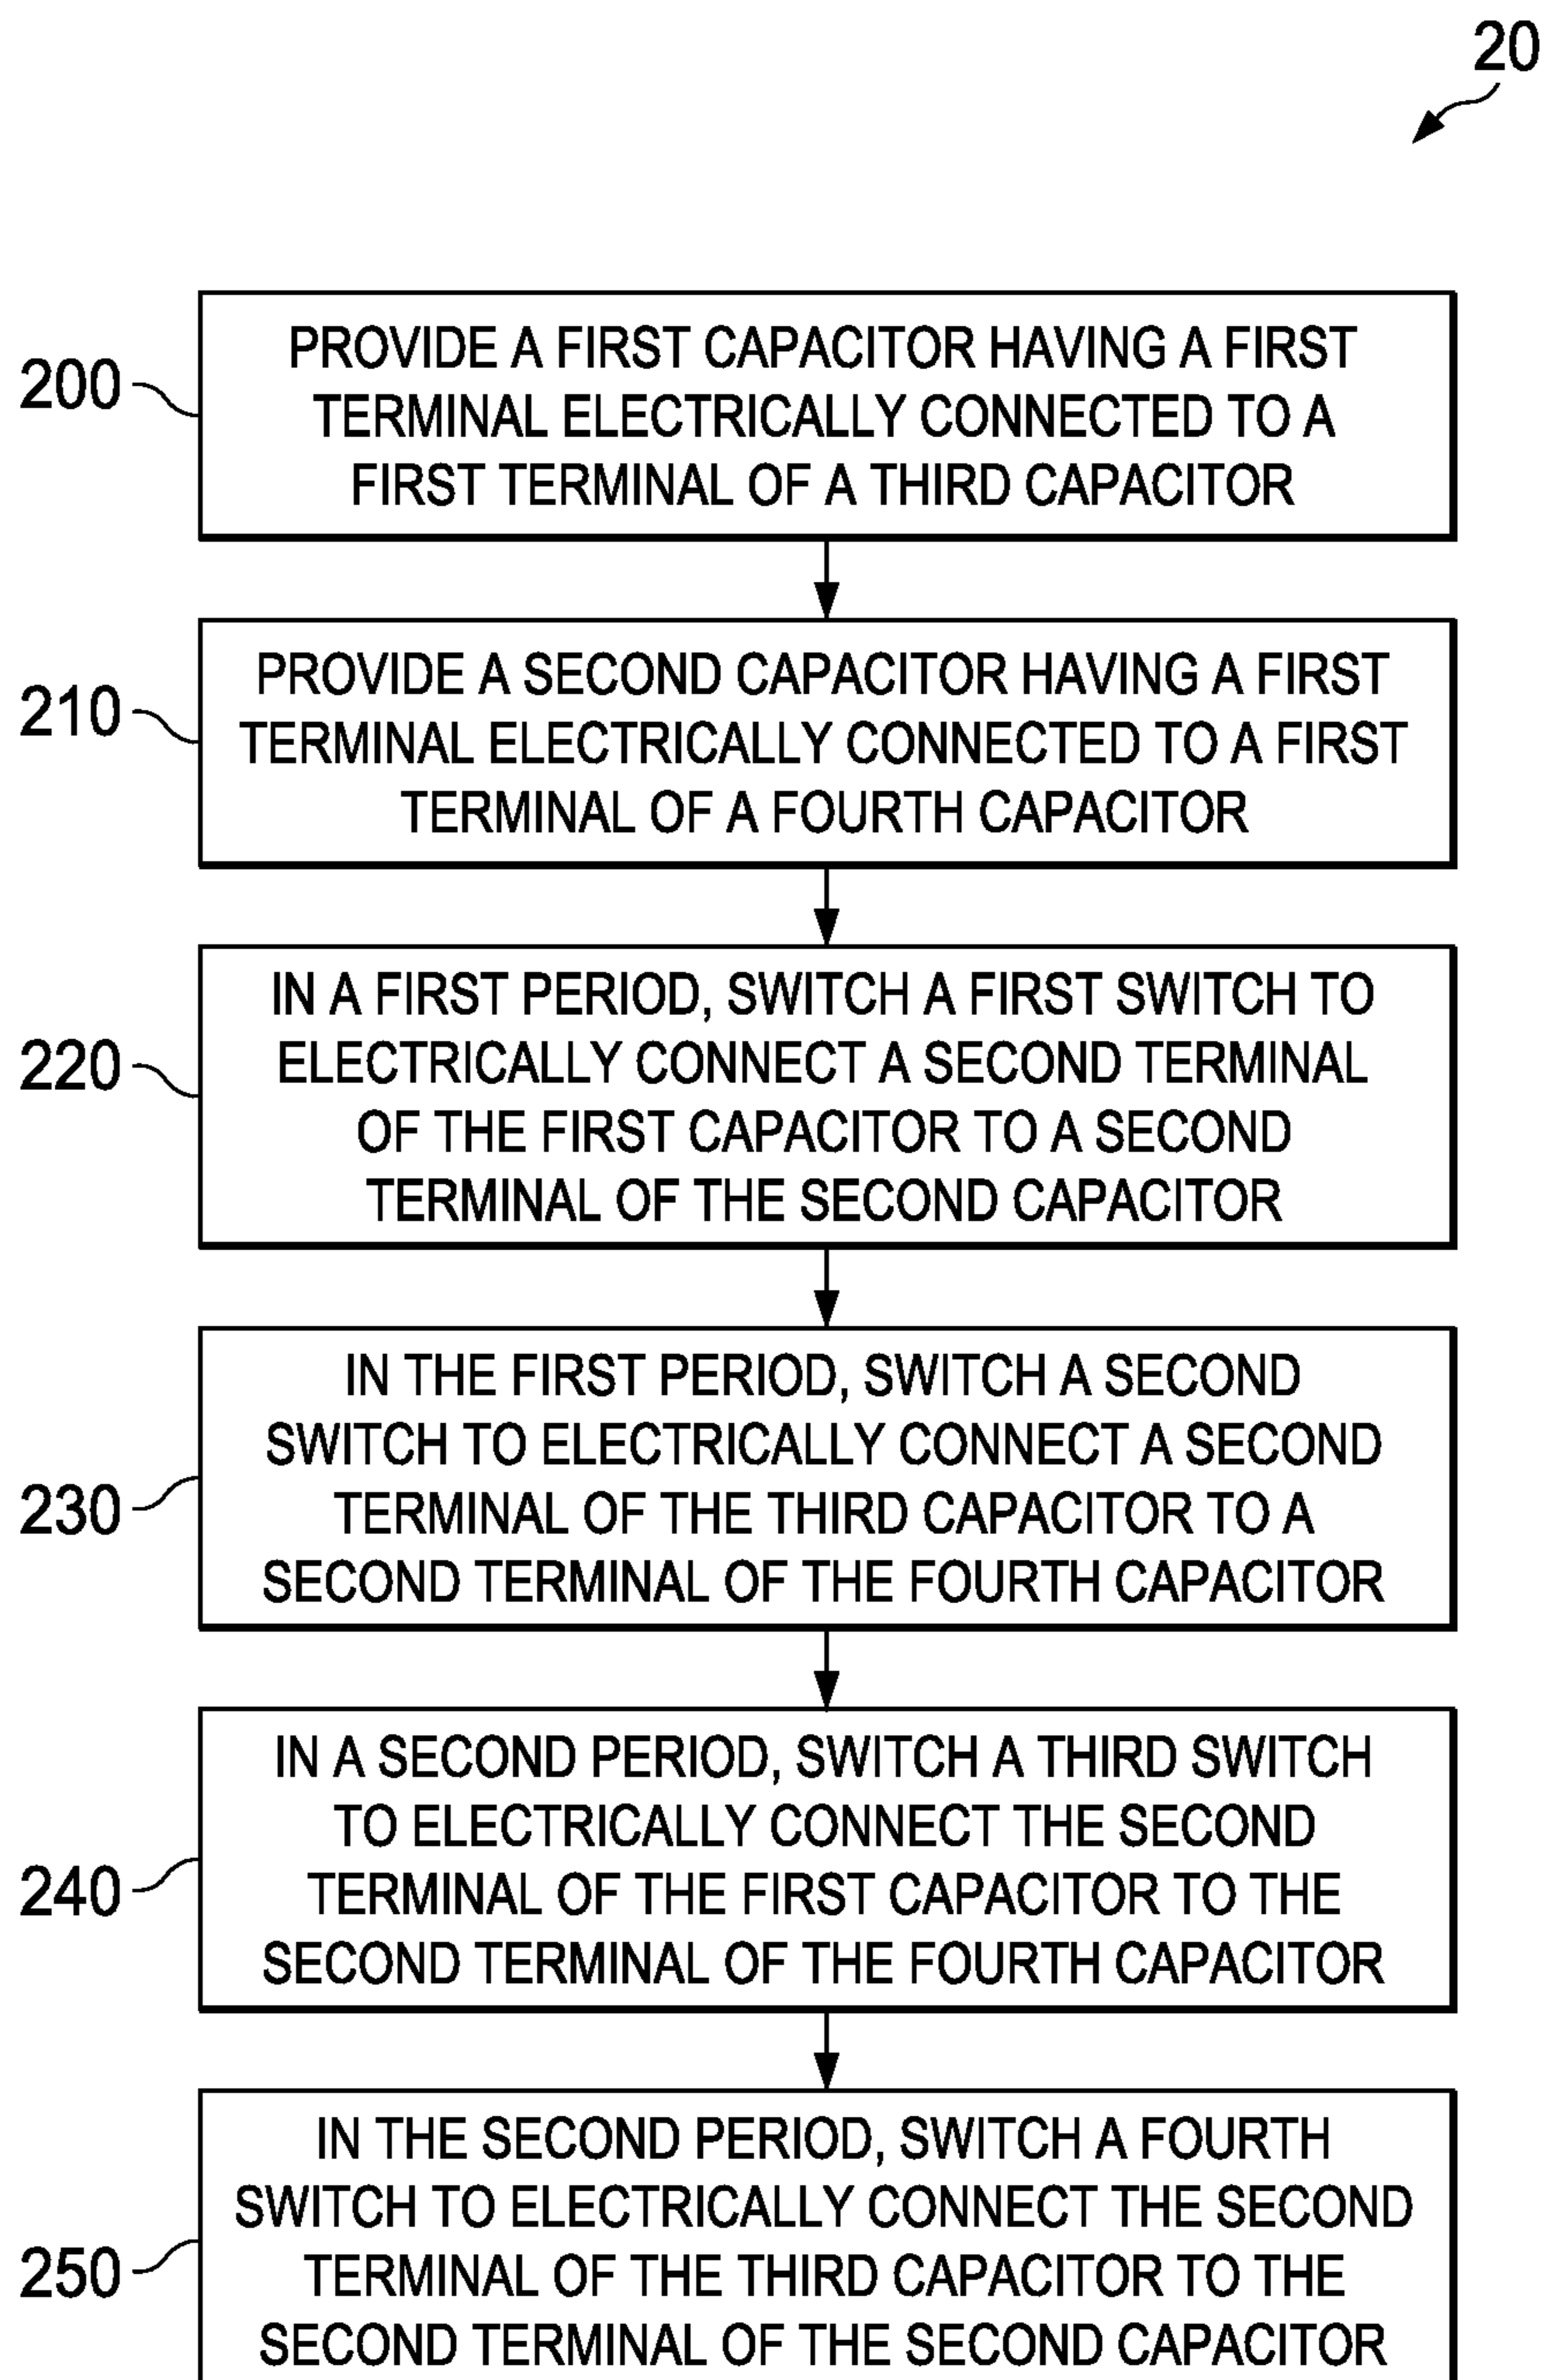 20
200
PROVIDE A FIRST CAPACITOR HAVING A FIRST
TERMINAL ELECTRICALLY CONNECTED TO A
FIRST TERMINAL OF A THIRD CAPACITOR
210
PROVIDE A SECOND CAPACITOR HAVING A FIRST
TERMINAL ELECTRICALLY CONNECTED TO A FIRST
TERMINAL OF A FOURTH CAPACITOR
220
IN A FIRST PERIOD, SWITCH A FIRST SWITCH TO
ELECTRICALLY CONNECT A SECOND TERMINAL
OF THE FIRST CAPACITOR TO A SECOND
TERMINAL OF THE SECOND CAPACITOR
230
IN THE FIRST PERIOD, SWITCH A SECOND
SWITCH TO ELECTRICALLY CONNECT A SECOND
TERMINAL OF THE THIRD CAPACITOR TO A
SECOND TERMINAL OF THE FOURTH CAPACITOR
240
IN A SECOND PERIOD, SWITCH A THIRD SWITCH
TO ELECTRICALLY CONNECT THE SECOND
TERMINAL OF THE FIRST CAPACITOR TO THE
SECOND TERMINAL OF THE FOURTH CAPACITOR
250
IN THE SECOND PERIOD, SWITCH A FOURTH
SWITCH TO ELECTRICALLY CONNECT THE SECOND
TERMINAL OF THE THIRD CAPACITOR TO THE
SECOND TERMINAL OF THE SECOND CAPACITOR